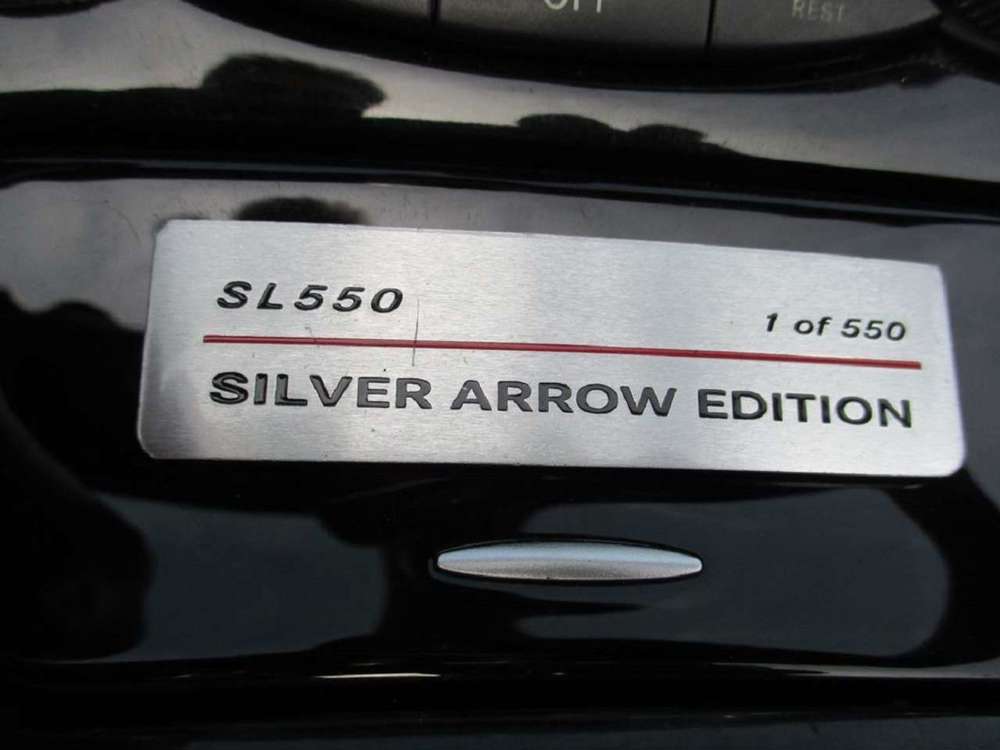 OFF
REST
SL550
1 of 550
SILVER ARROW EDITION